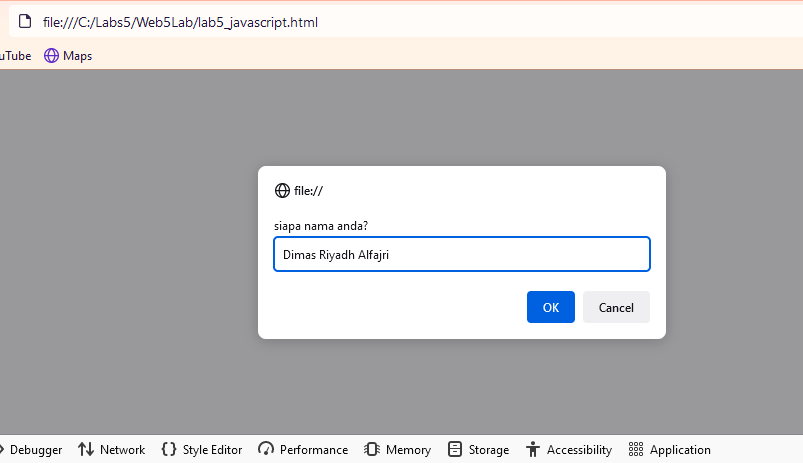 file:///C:/Labs5/Web5Lab/lab5_javascript.html
uTube Maps
file://
siapa nama anda?
Dimas Riyadh Alfajri
OK Cancel
Debugger Network Style Editor Performance Memory Storage Accessibility Application